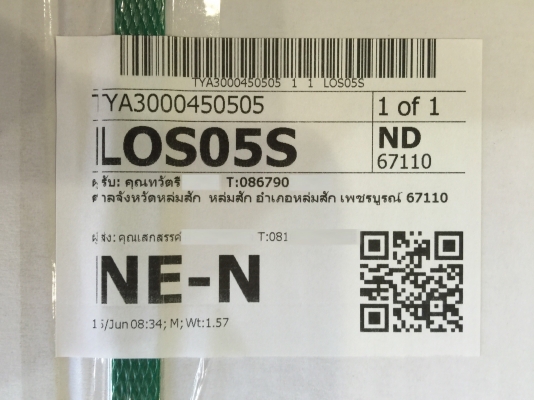 TYA3000450505 1 1 LOS05S
TYA3000450505
1 of 1
LOS05S
ND
67110
รับ: คุณทวัตรี T:086790
ศาลจังหวัดหล่มสัก หล่มสัก อำเภอหล่มสัก เพชรบูรณ์ 67110
ผู้ส่ง: คุณเสกสรรค์ T:081
NE-N
15/Jun 08:34; M; Wt:1.57